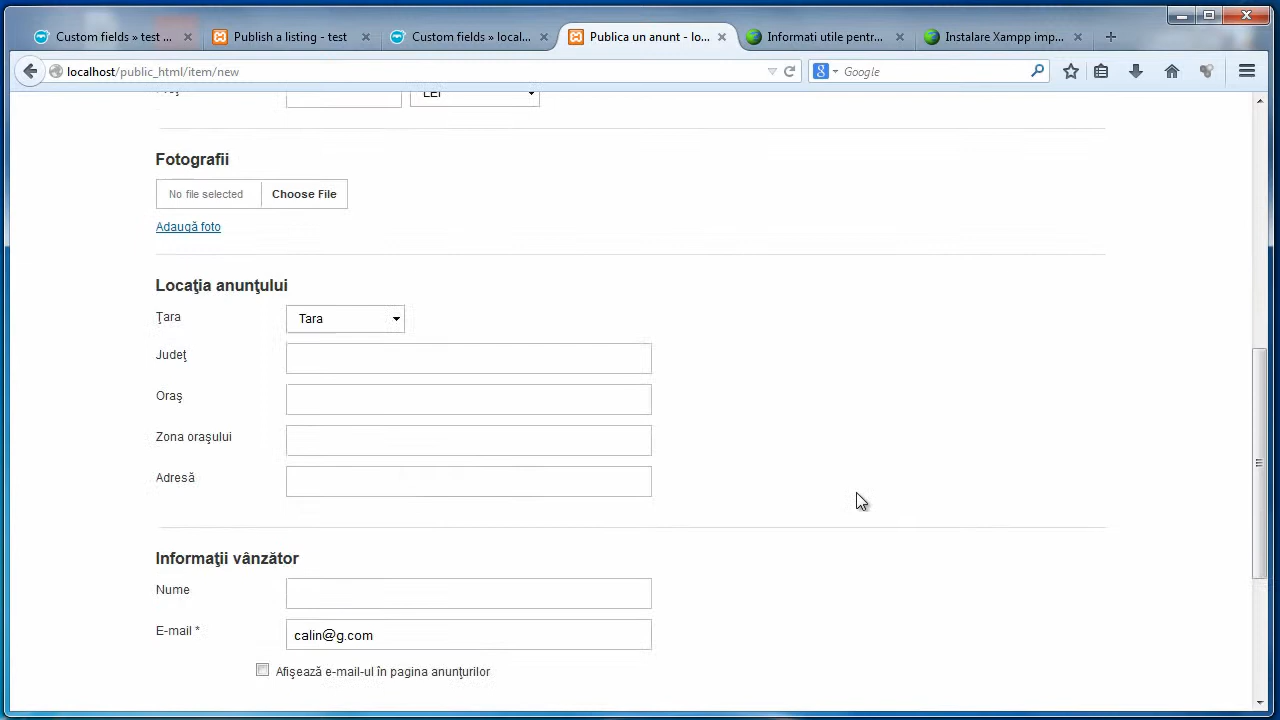 Custom fields » test ...
Publish a listing - test
Custom fields » local...
Publica un anunt - lo...
Informati utile pentr...
Instalare Xampp imp...
localhost/public_html/item/new
Google
LEI
Fotografii
No file selected
Choose File
Adaugă foto
Locaţia anunţului
Ţara
Tara
Judeţ
Oraş
Zona oraşului
Adresă
Informaţii vânzător
Nume
E-mail *
calin@g.com
Afişează e-mail-ul în pagina anunţurilor